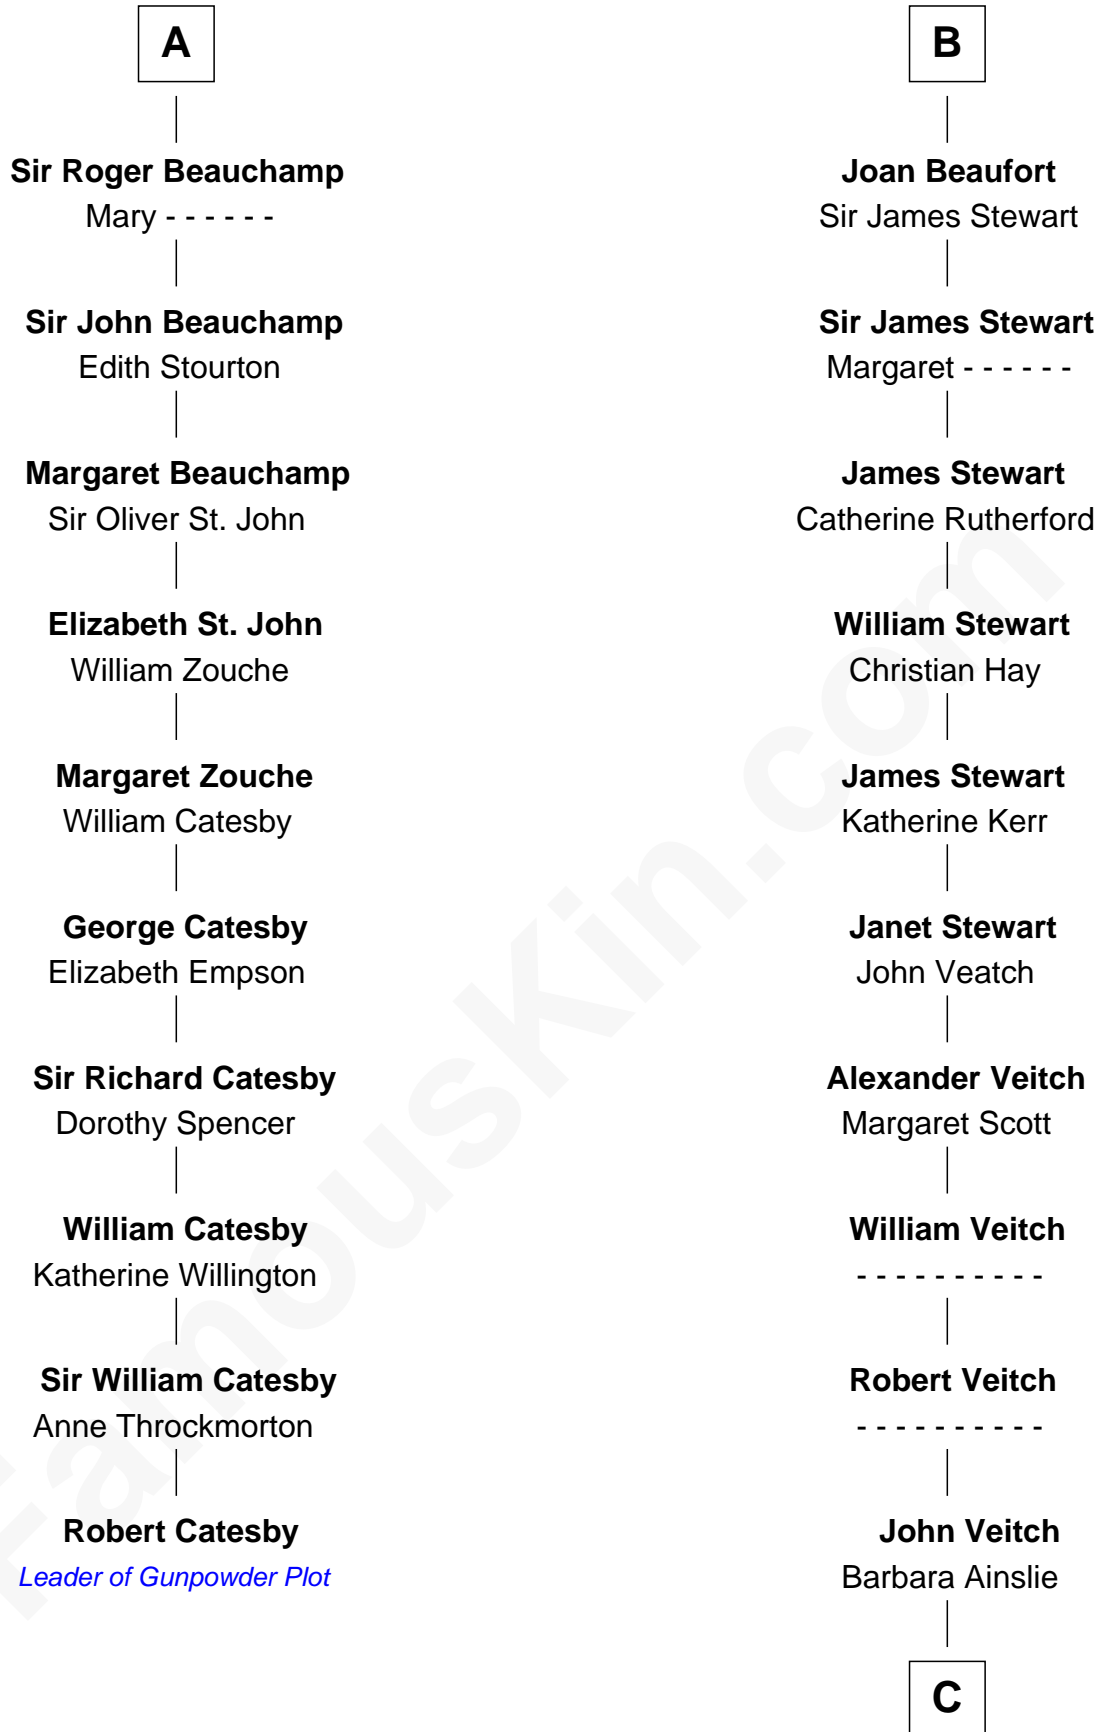 A
Sir Roger Beauchamp
Mary - - - - - -
Sir John Beauchamp
Edith Stourton
Margaret Beauchamp
Sir Oliver St. John
Elizabeth St. John
William Zouche
Margaret Zouche
William Catesby
George Catesby
Elizabeth Empson
Sir Richard Catesby
Dorothy Spencer
William Catesby
Katherine Willington
Sir William Catesby
Anne Throckmorton
Robert Catesby
Leader of Gunpowder Plot
B
Joan Beaufort
Sir James Stewart
Sir James Stewart
Margaret - - - - - -
James Stewart
Catherine Rutherford
William Stewart
Christian Hay
James Stewart
Katherine Kerr
Janet Stewart
John Veatch
Alexander Veitch
Margaret Scott
William Veitch
- - - - - - - - - -
Robert Veitch
- - - - - - - - - -
John Veitch
Barbara Ainslie
C
FamousKin.com